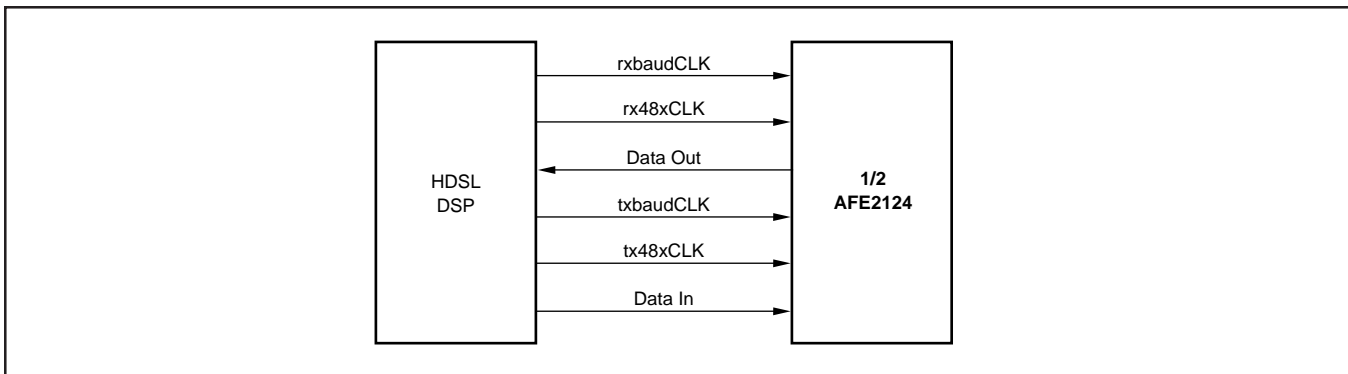 HDSL
DSP
rxbaudCLK
rx48xCLK
Data Out
txbaudCLK
tx48xCLK
Data In
1/2
AFE2124